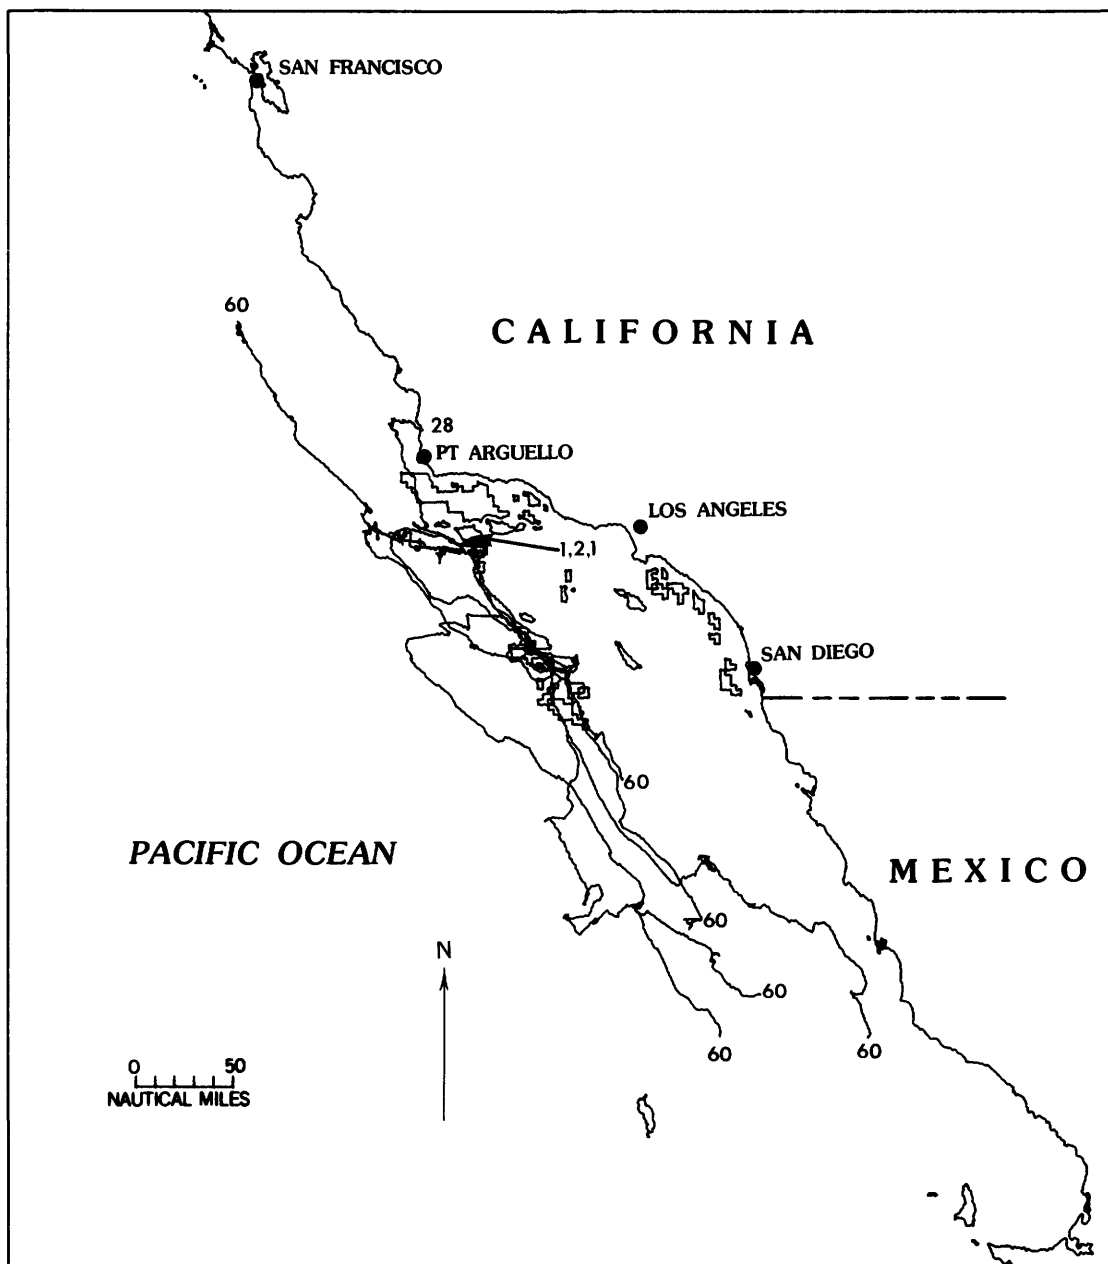 SAN FRANCISCO
60
CALIFORNIA
28
PT ARGUELLO
LOS ANGELES
1,2,1
SAN DIEGO
60
PACIFIC OCEAN
MEXICO
60
N
60
60
60
0 50
NAUTICAL MILES